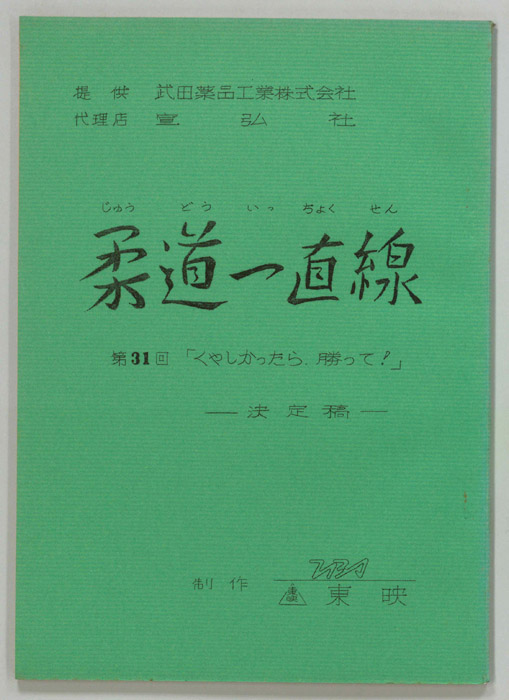 提供 武田薬品工業株式会社
代理店 宣弘社
じゅう どう いっ ちょく せん
柔道一直線
第31回「くやしかったら、勝って!」
― 決定稿 ―
TBS
制作
東映